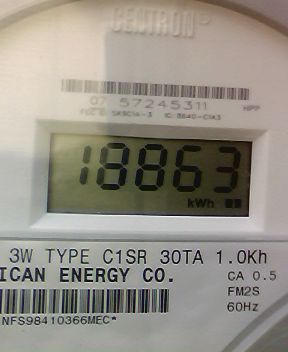 CENTRON
07 57245311 HPP
18863
kWh
3W TYPE C1SR 30TA 1.0Kh
ICAN ENERGY CO.
CA 0.5
FM2S
60Hz
NFS98410366MEC*